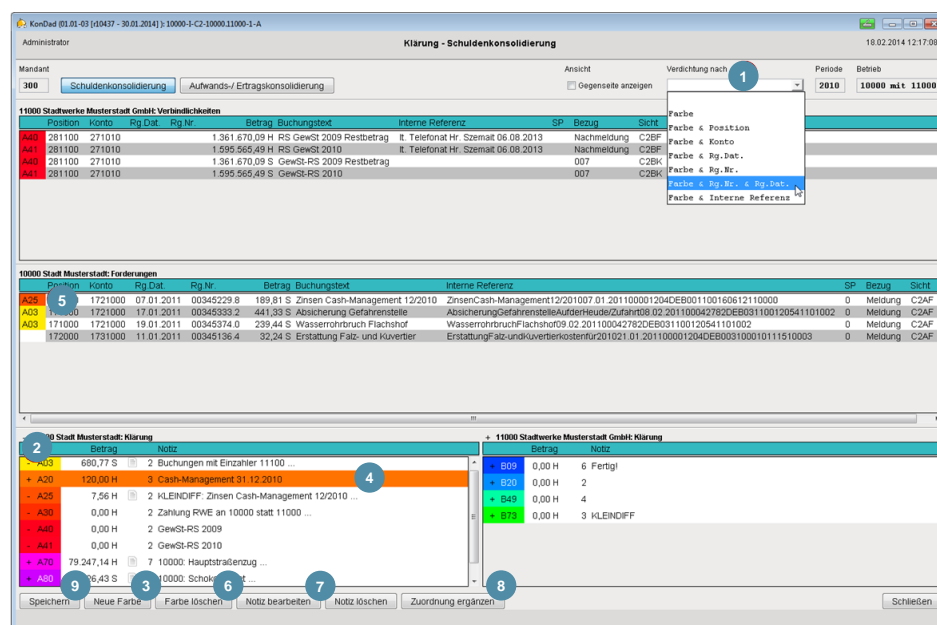 KonDad (01.01-03 [r10437 - 30.01.2014] ): 10000-I-C2-10000,11000-1-A
Administrator Klärung - Schuldenkonsolidierung 18.02.2014 12:17:08
Mandant Ansicht Verdichtung nach Periode Betrieb
300 Schuldenkonsolidierung Aufwands-/ Ertragskonsolidierung Gegenseite anzeigen 1 2010 10000 mit 11000
11000 Stadtwerke Musterstadt GmbH: Verbindlichkeiten
Position Konto Rg.Dat. Rg.Nr. Betrag Buchungstext Interne Referenz SP Bezug Sicht
A40 281100 271010 1.361.670,09 H RS GewSt 2009 Restbetrag lt. Telefonat Hr. Szemait 06.08.2013 Nachmeldung C2BF
A41 281100 271010 1.595.565,49 H RS GewSt 2010 lt. Telefonat Hr. Szemait 06.08.2013 Nachmeldung C2BF
A40 281100 271010 1.361.670,09 S GewSt-RS 2009 Restbetrag 007 C2BK
A41 281100 271010 1.595.565,49 S GewSt-RS 2010 007 C2BK
Farbe
Farbe & Position
Farbe & Konto
Farbe & Rg.Dat.
Farbe & Rg.Nr.
Farbe & Rg.Nr. & Rg.Dat.
Farbe & Interne Referenz
10000 Stadt Musterstadt: Forderungen
Position Konto Rg.Dat. Rg.Nr. Betrag Buchungstext Interne Referenz SP Bezug Sicht
A25 5 1721000 07.01.2011 00345229.8 189,81 S Zinsen Cash-Management 12/2010 ZinsenCash-Management12/201007.01.201100001204DEB001100160612110000 0 Meldung C2AF
A03 1721000 17.01.2011 00345333.2 441,33 S Absicherung Gefahrenstelle AbsicherungGefahrenstelleAufderHeude/Zufahrt08.02.201100042782DEB031100120541101002 0 Meldung C2AF
A03 171000 1721000 19.01.2011 00345374.0 239,44 S Wasserrohrbruch Flachshof WasserrohrbruchFlachshof09.02.201100042782DEB031100120541101002 0 Meldung C2AF
172000 1731000 11.01.2011 00345136.4 32,24 S Erstattung Falz- und Kuvertier ErstattungFalz-undKuvertierkostenfür201021.01.201100001204DEB003100010111510003 0 Meldung C2AF
Stadt Musterstadt: Klärung
2 Betrag Notiz
- A03 680,77 S 2 Buchungen mit Einzahler 11100 ...
+ A20 120,00 H 3 Cash-Management 31.12.2010 4
- A25 7,56 H 2 KLEINDIFF: Zinsen Cash-Management 12/2010 ...
- A30 0,00 H 2 Zahlung RWE an 10000 statt 11000 ...
- A40 0,00 H 2 GewSt-RS 2009
- A41 0,00 H 2 GewSt-RS 2010
+ A70 79.247,14 H 7 10000: Hauptstraßenzug ...
+ A80 10000:
+ 11000 Stadtwerke Musterstadt GmbH: Klärung
Betrag Notiz
+ B09 0,00 H 6 Fertig!
+ B20 0,00 H 2
+ B49 0,00 H 4
+ B73 0,00 H 3 KLEINDIFF
9 3 6 7 8
Speichern Neue Farbe Farbe löschen Notiz bearbeiten Notiz löschen Zuordnung ergänzen Schließen